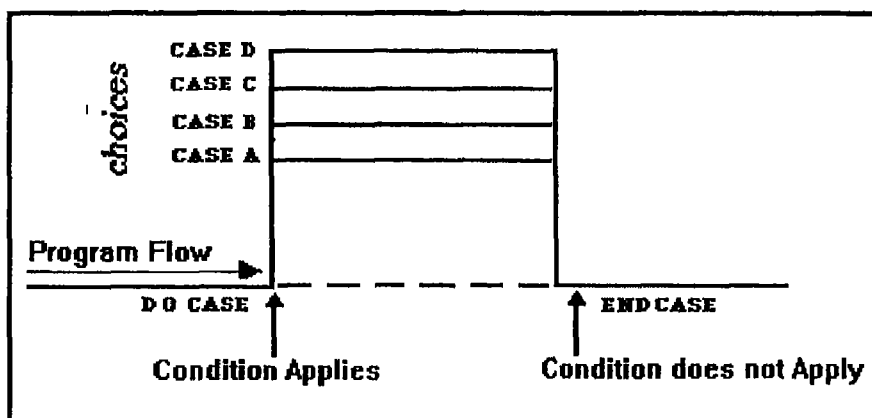 CASE D
CASE C
CASE B
CASE A
choices
Program Flow
DO CASE
ENDCASE
Condition Applies
Condition does not Apply